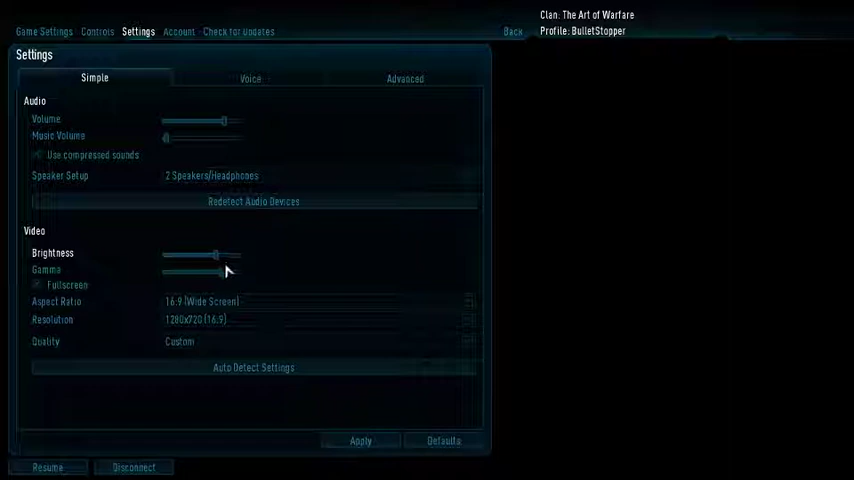 Clan: The Art of Warfare
Game Settings Controls Settings Account Check for Updates Back Profile: BulletStopper
Settings
Simple Voice Advanced
Audio
Volume
Music Volume
Use compressed sounds
Speaker Setup 2 Speakers/Headphones
Redetect Audio Devices
Video
Brightness
Gamma
Fullscreen
Aspect Ratio 16:9 (Wide Screen)
Resolution 1280x720 (16:9)
Quality Custom
Auto Detect Settings
Apply Defaults
Resume Disconnect